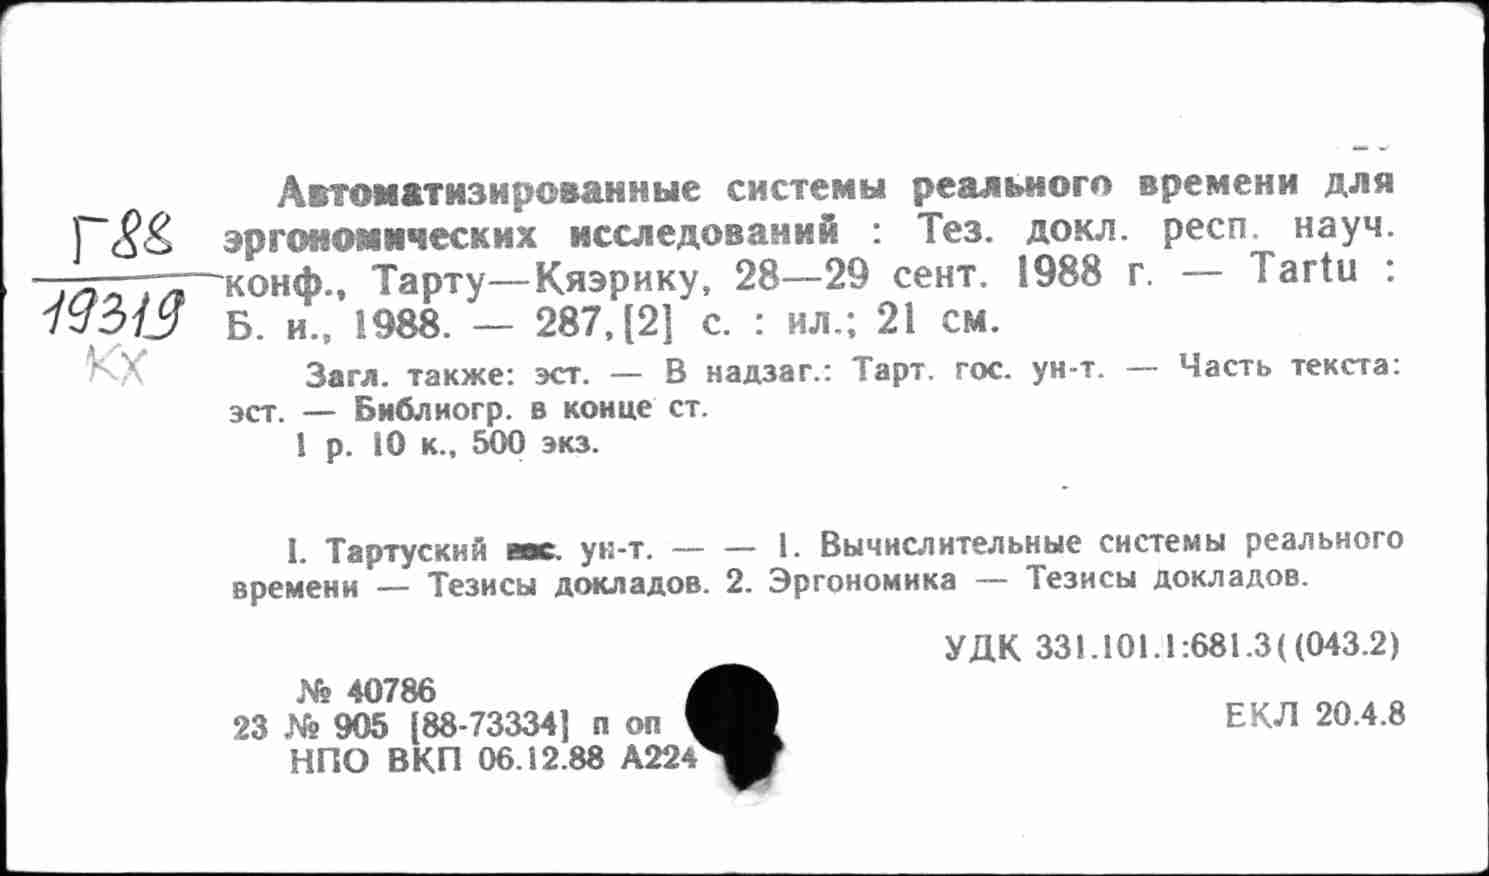 Автоматизированные системы реального времени для
Г88
эргономических исследований : Тез. докл. респ. науч.
конф., Тарту—Кяэрику, 28—29 сент. 1988 г. — Tartu :
19319
Б. и., 1988. — 287, [2] с. : ил.; 21 см.
КХ
Загл. также: эст. — В надзаг.: Тарт. гос. ун-т. — Часть текста:
эст. — Библиогр. в конце ст.
1 р. 10 к., 500 экз.
I. Тартуский гос. ун-т. — — 1. Вычислительные системы реального
времени — Тезисы докладов. 2. Эргономика — Тезисы докладов.
УДК 331.101.1:681.3((043.2)
№ 40786
23 № 905 [88-73334] п оп
ЕКЛ 20.4.8
НПО ВКП 06.12.88 А224